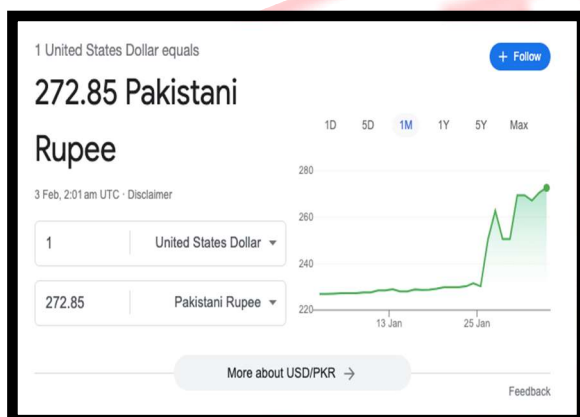 1 United States Dollar equals
+ Follow
272.85 Pakistani
Rupee
3 Feb, 2:01 am UTC · Disclaimer
1 United States Dollar
272.85 Pakistani Rupee
1D 5D 1M 1Y 5Y Max
280
260
240
220
13 Jan 25 Jan
More about USD/PKR →
Feedback